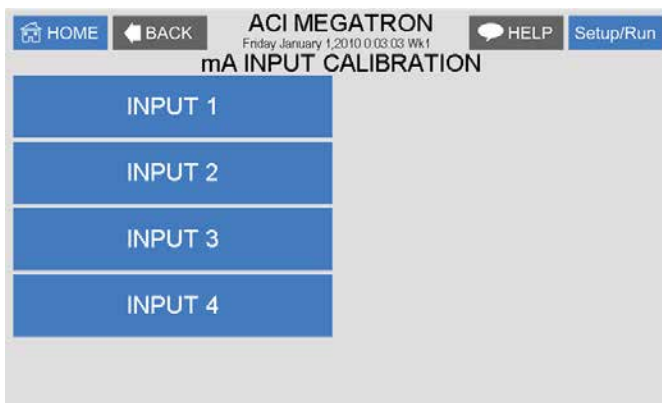 HOME BACK ACI MEGATRON HELP Setup/Run
Friday January 1,2010 0:03:03 Wk1
mA INPUT CALIBRATION
INPUT 1
INPUT 2
INPUT 3
INPUT 4